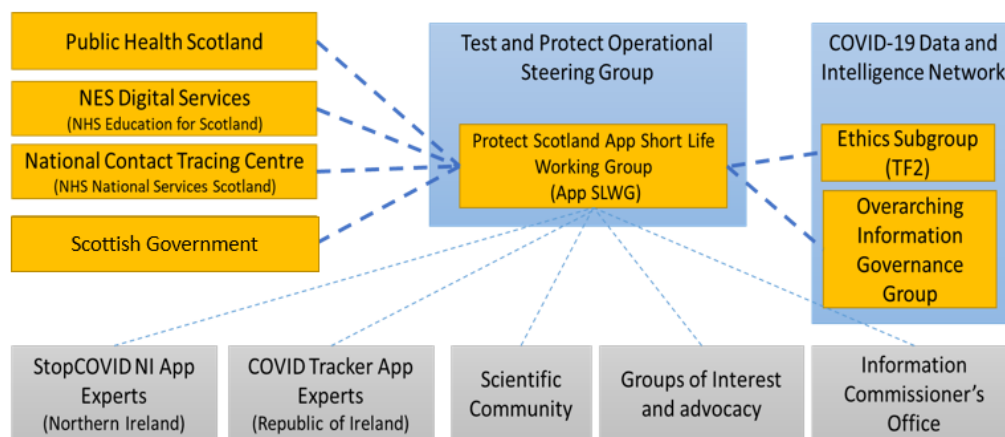 Public Health Scotland
NES Digital Services
(NHS Education for Scotland)
National Contact Tracing Centre
(NHS National Services Scotland)
Scottish Government
Test and Protect Operational
Steering Group
Protect Scotland App Short Life
Working Group
(App SLWG)
COVID-19 Data and
Intelligence Network
Ethics Subgroup
(TF2)
Overarching
Information
Governance
Group
StopCOVID NI App
Experts
(Northern Ireland)
COVID Tracker App
Experts
(Republic of Ireland)
Scientific
Community
Groups of Interest
and advocacy
Information
Commissioner’s
Office